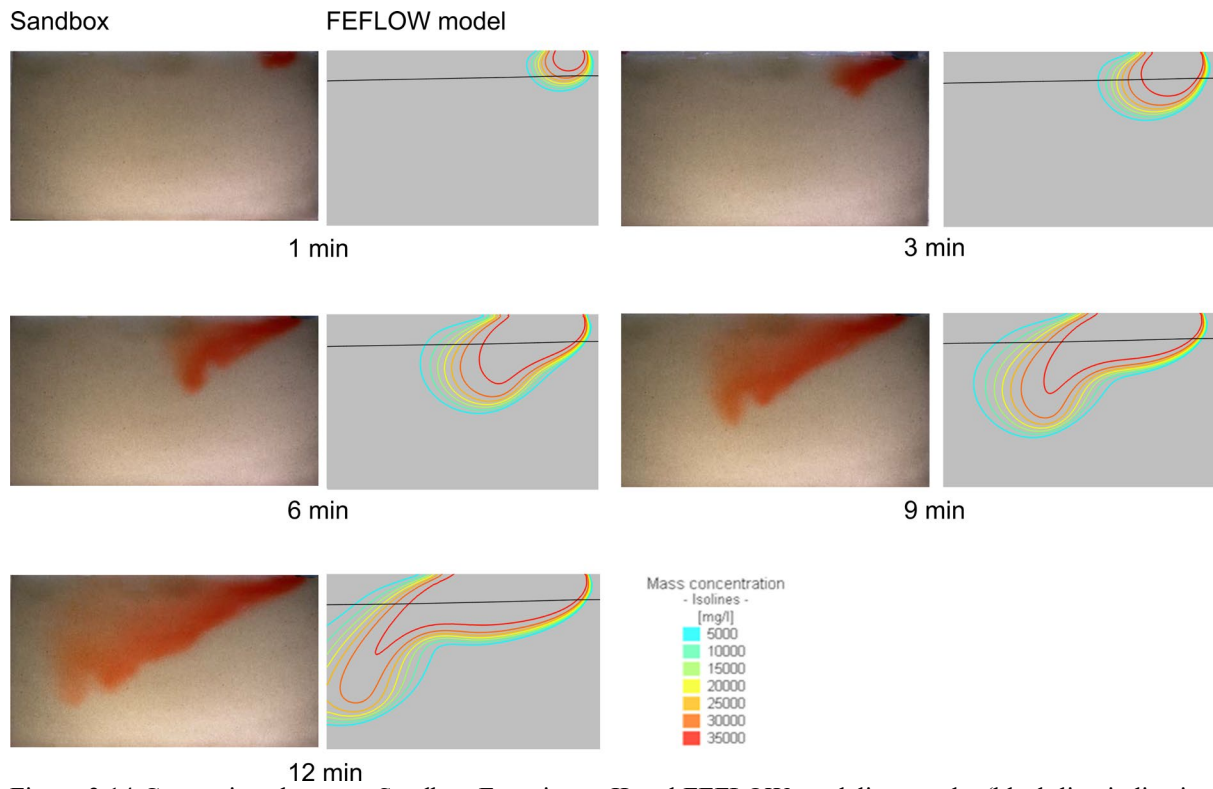 Sandbox
FEFLOW model
1 min
3 min
6 min
9 min
12 min
Mass concentration
- Isolines -
[mg/l]
5000
10000
15000
20000
25000
30000
35000